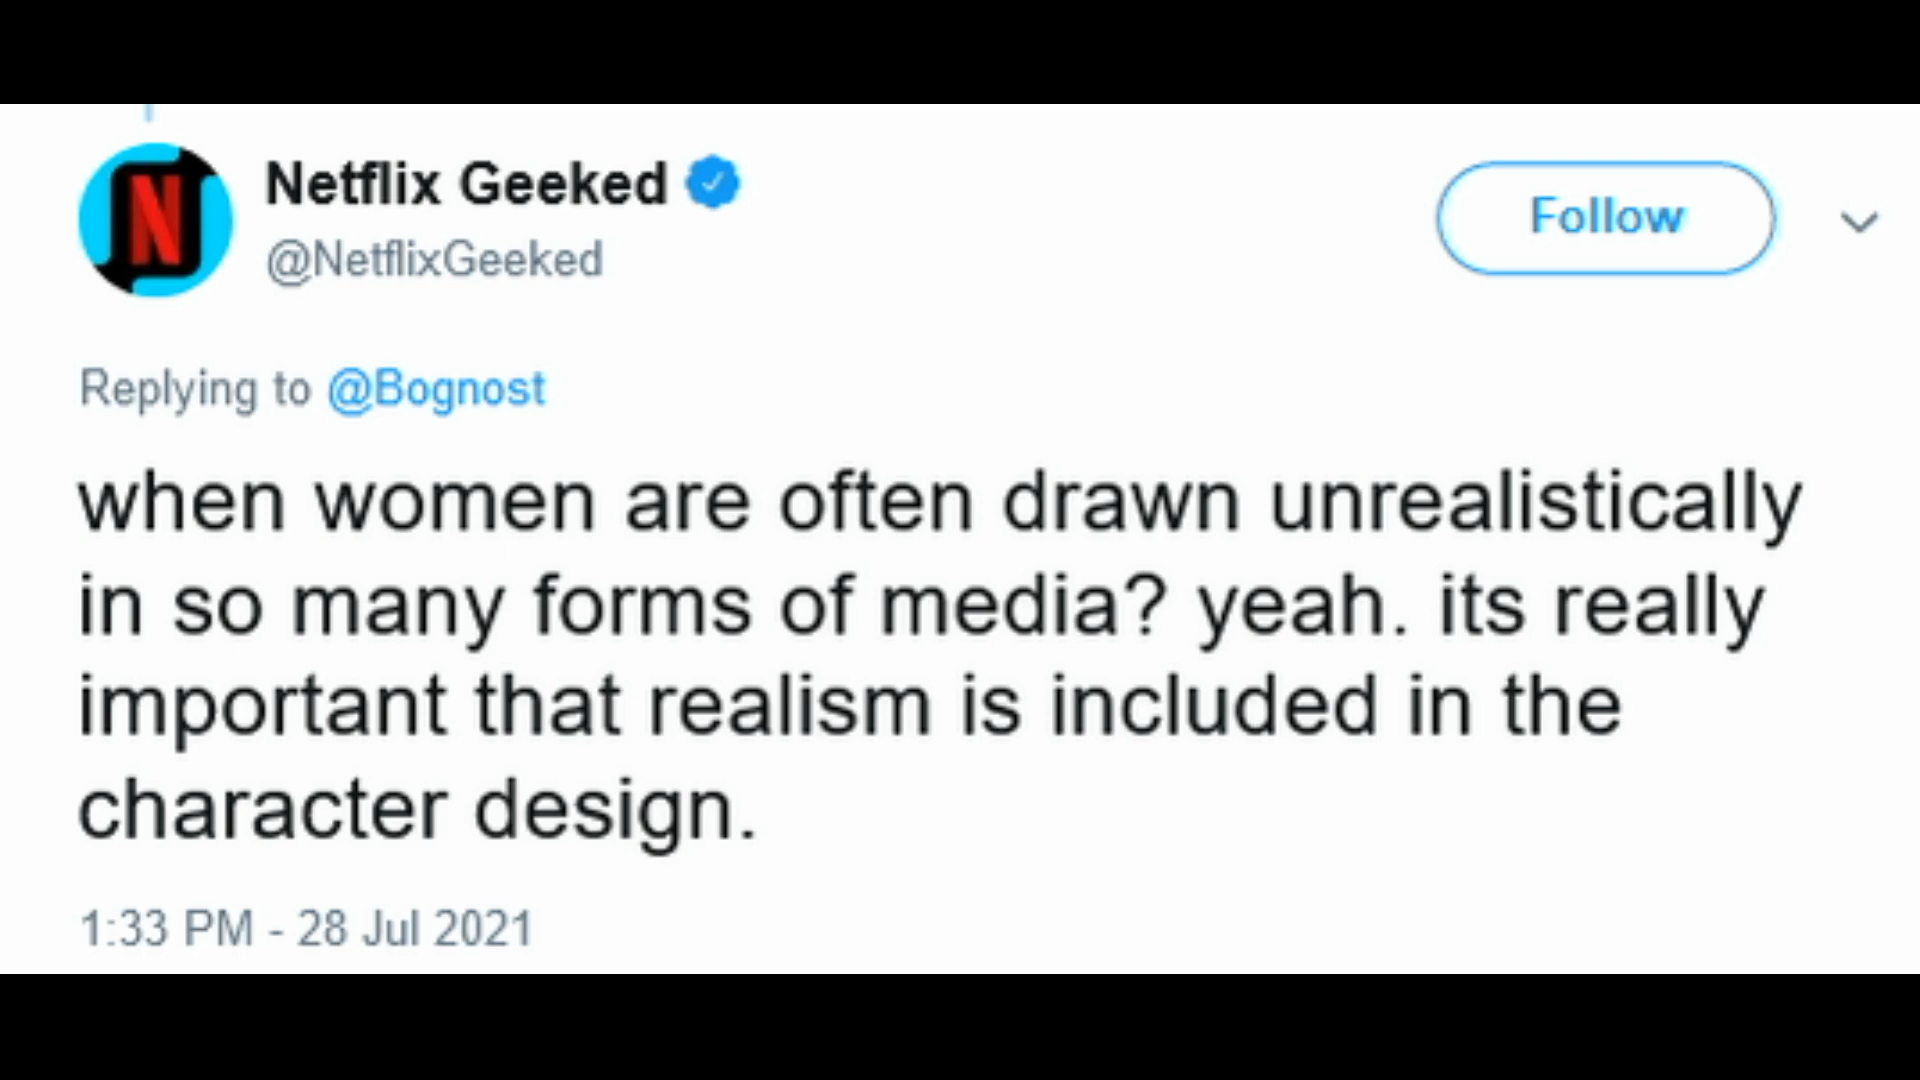 Netflix Geeked
@NetflixGeeked
Follow
Replying to @Bognost
when women are often drawn unrealistically
in so many forms of media? yeah. its really
important that realism is included in the
character design.
1:33 PM - 28 Jul 2021